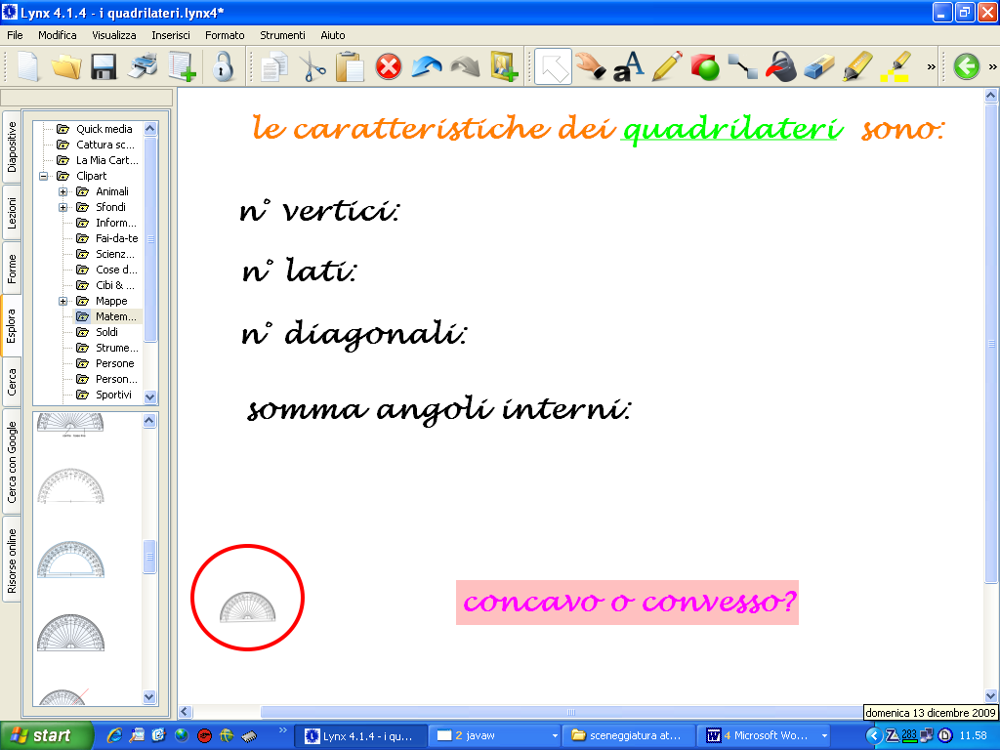 Lynx 4.1.4 - i quadrilateri.lynx4*
File Modifica Visualizza Inserisci Formato Strumenti Aiuto
A A
» »
Diapositive
Lezioni
Forme
Esplora
Cerca
Cerca con Google
Risorse online
Quick media
Cattura sc...
La Mia Cart...
Clipart
Animali
Sfondi
Inform...
Fai-da-te
Scienz...
Cose d...
Cibi & ...
Mappe
Matem...
Soldi
Strume...
Persone
Person...
Sportivi
le caratteristiche dei quadrilateri sono:
n° vertici:
n° lati:
n° diagonali:
somma angoli interni:
concavo o convesso?
domenica 13 dicembre 2009
start
»
Lynx 4.1.4 - i qu...
2 javaw
sceneggiatura at...
4 Microsoft Wo...
283
11.58